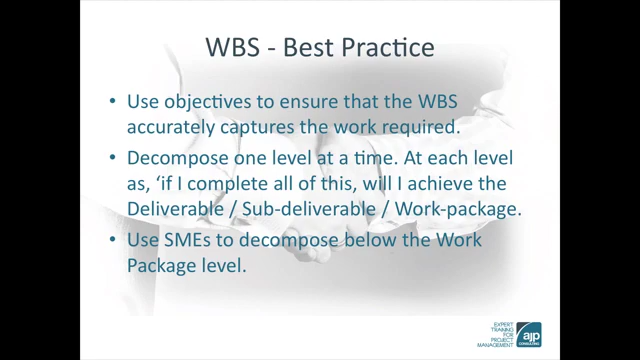 WBS - Best Practice
• Use objectives to ensure that the WBS
accurately captures the work required.
• Decompose one level at a time. At each level
as, ‘if I complete all of this, will I achieve the
Deliverable / Sub-deliverable / Work-package.
• Use SMEs to decompose below the Work
Package level.
EXPERT
TRAINING
FOR
PROJECT
MANAGEMENT
ajp
CONSULTING